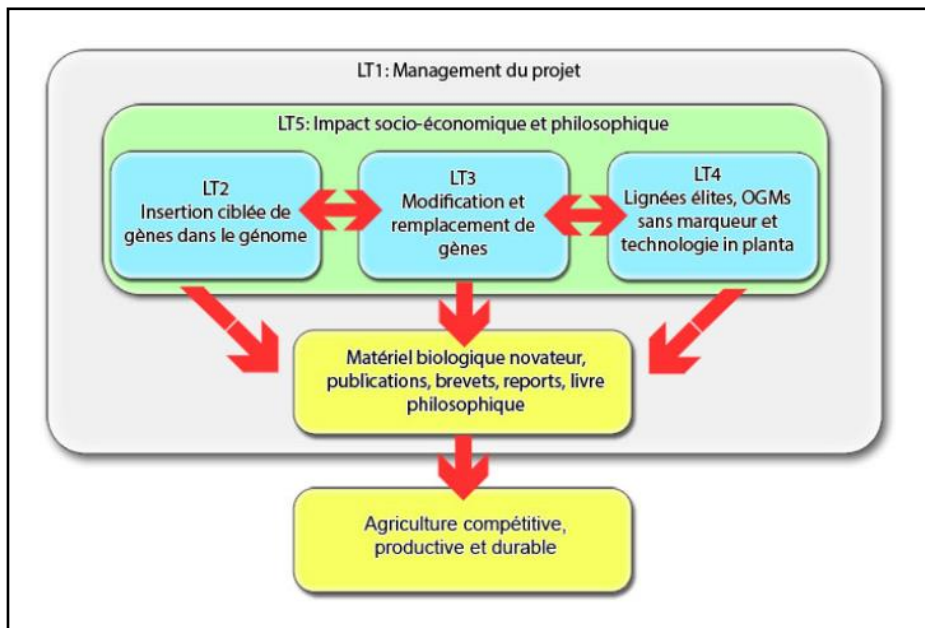 LT1: Management du projet
LT5: Impact socio-économique et philosophique
LT2
Insertion ciblée de
gènes dans le génome
LT3
Modification et
remplacement de
gènes
LT4
Lignées élites, OGMs
sans marqueur et
technologie in planta
Matériel biologique novateur,
publications, brevets, reports, livre
philosophique
Agriculture compétitive,
productive et durable